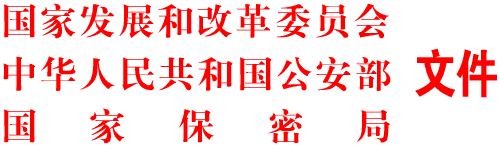 国家发展和改革委员会
中华人民共和国公安部
国家保密局
文件